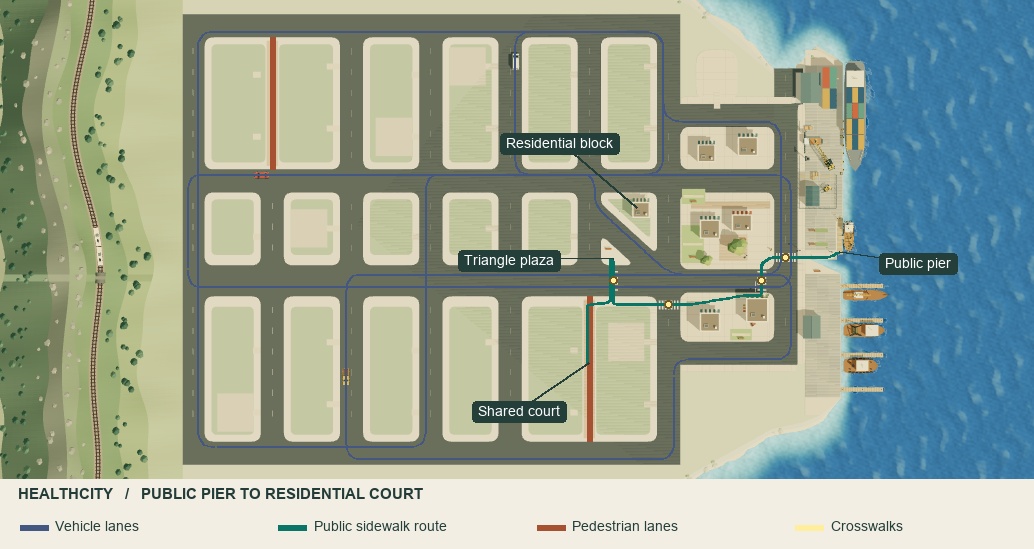 Residential block
Triangle plaza
Public pier
Shared court
HEALTHCITY / PUBLIC PIER TO RESIDENTIAL COURT
Vehicle lanes
Public sidewalk route
Pedestrian lanes
Crosswalks